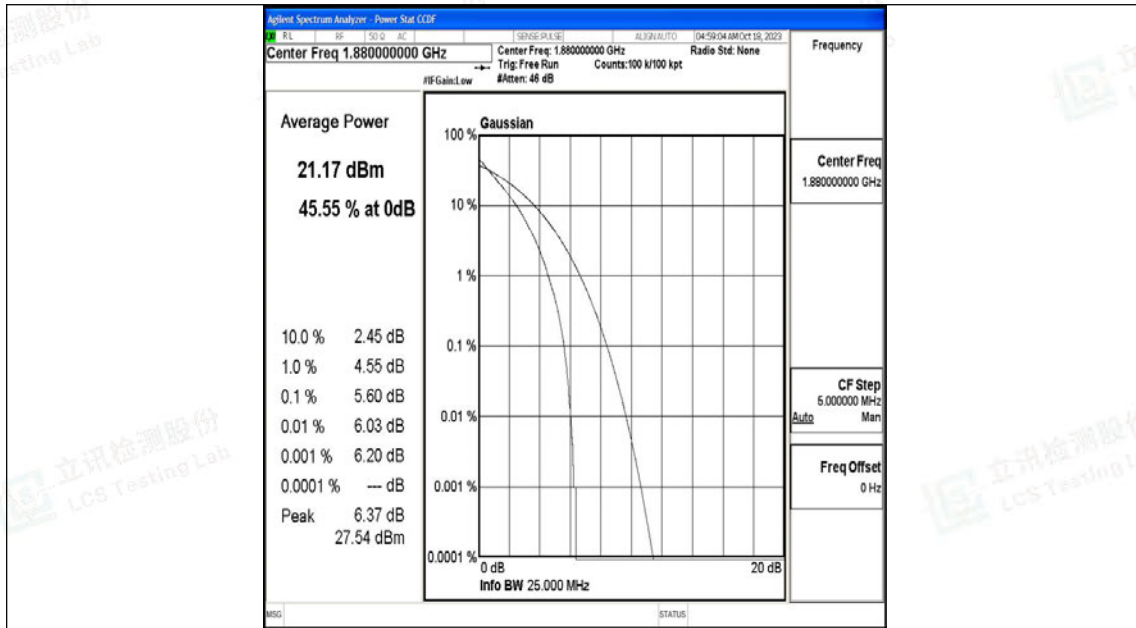 Agilent Spectrum Analyzer - Power Stat CCDF
RL RF 50 Ω AC SENSE:PULSE ALIGNAUTO 04:59:04 AM Oct 18, 2023
Center Freq 1.880000000 GHz
Center Freq: 1.880000000 GHz
Radio Std: None
Trig: Free Run
Counts:100 k/100 kpt
#IFGain:Low
#Atten: 46 dB
Frequency
Average Power
21.17 dBm
45.55 % at 0dB
10.0 % 2.45 dB
1.0 % 4.55 dB
0.1 % 5.60 dB
0.01 % 6.03 dB
0.001 % 6.20 dB
0.0001 % --- dB
Peak 6.37 dB
27.54 dBm
Gaussian
100 %
10 %
1 %
0.1 %
0.01 %
0.001 %
0.0001 %
0 dB 20 dB
Info BW 25.000 MHz
Center Freq
1.880000000 GHz
CF Step
5.000000 MHz
Auto Man
Freq Offset
0 Hz
MSG STATUS
立讯检测股份
LCS Testing Lab